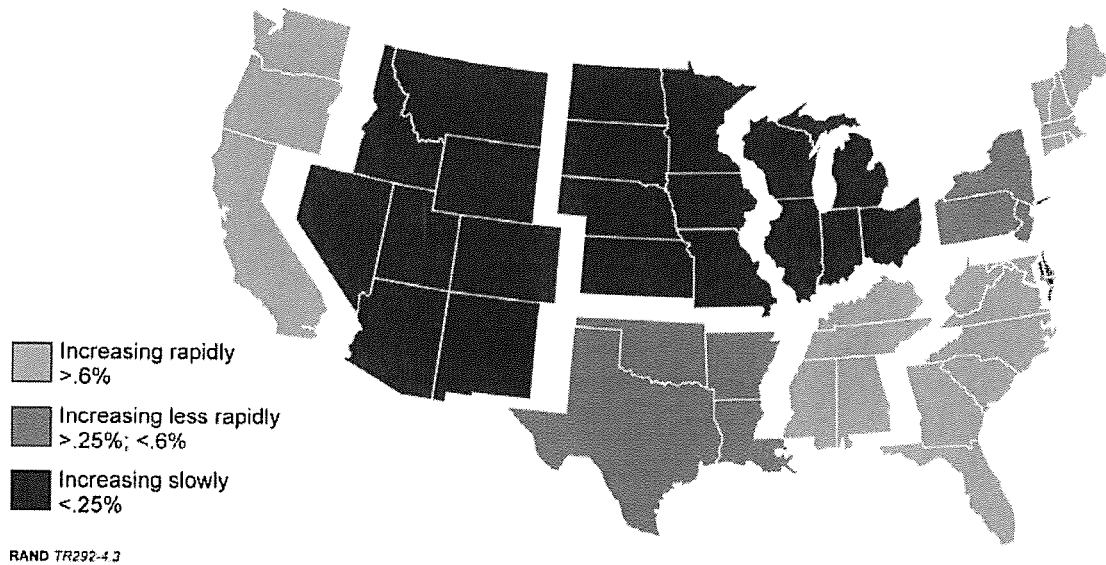 Increasing rapidly
>.6%
Increasing less rapidly
>.25%; <.6%
Increasing slowly
<.25%
RAND TR292-4.3